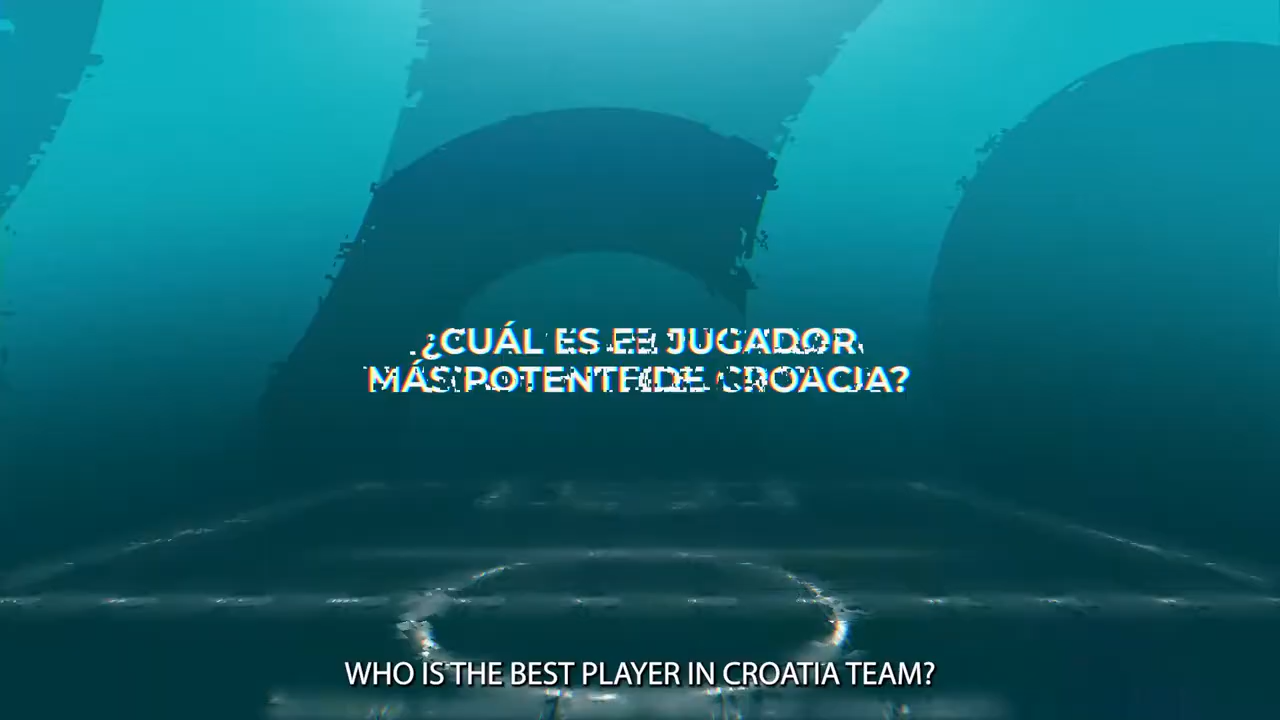 ¿CUÁL ES EL JUGADOR
MÁS POTENTE DE CROACIA?
WHO IS THE BEST PLAYER IN CROATIA TEAM?